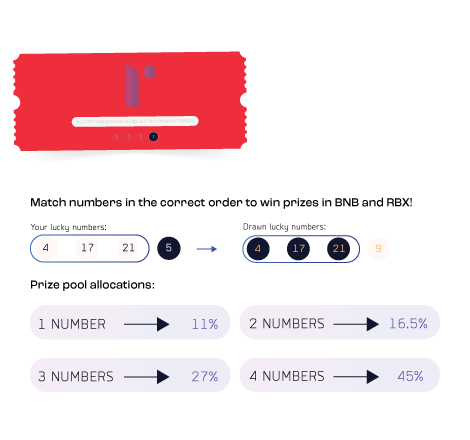 Match numbers in the correct order to win prizes in BNB and RBX!
Your lucky numbers: Drawn lucky numbers:
4 17 21 5 4 17 21 9
Prize pool allocations:
1 NUMBER 11% 2 NUMBERS 16.5%
3 NUMBERS 27% 4 NUMBERS 45%